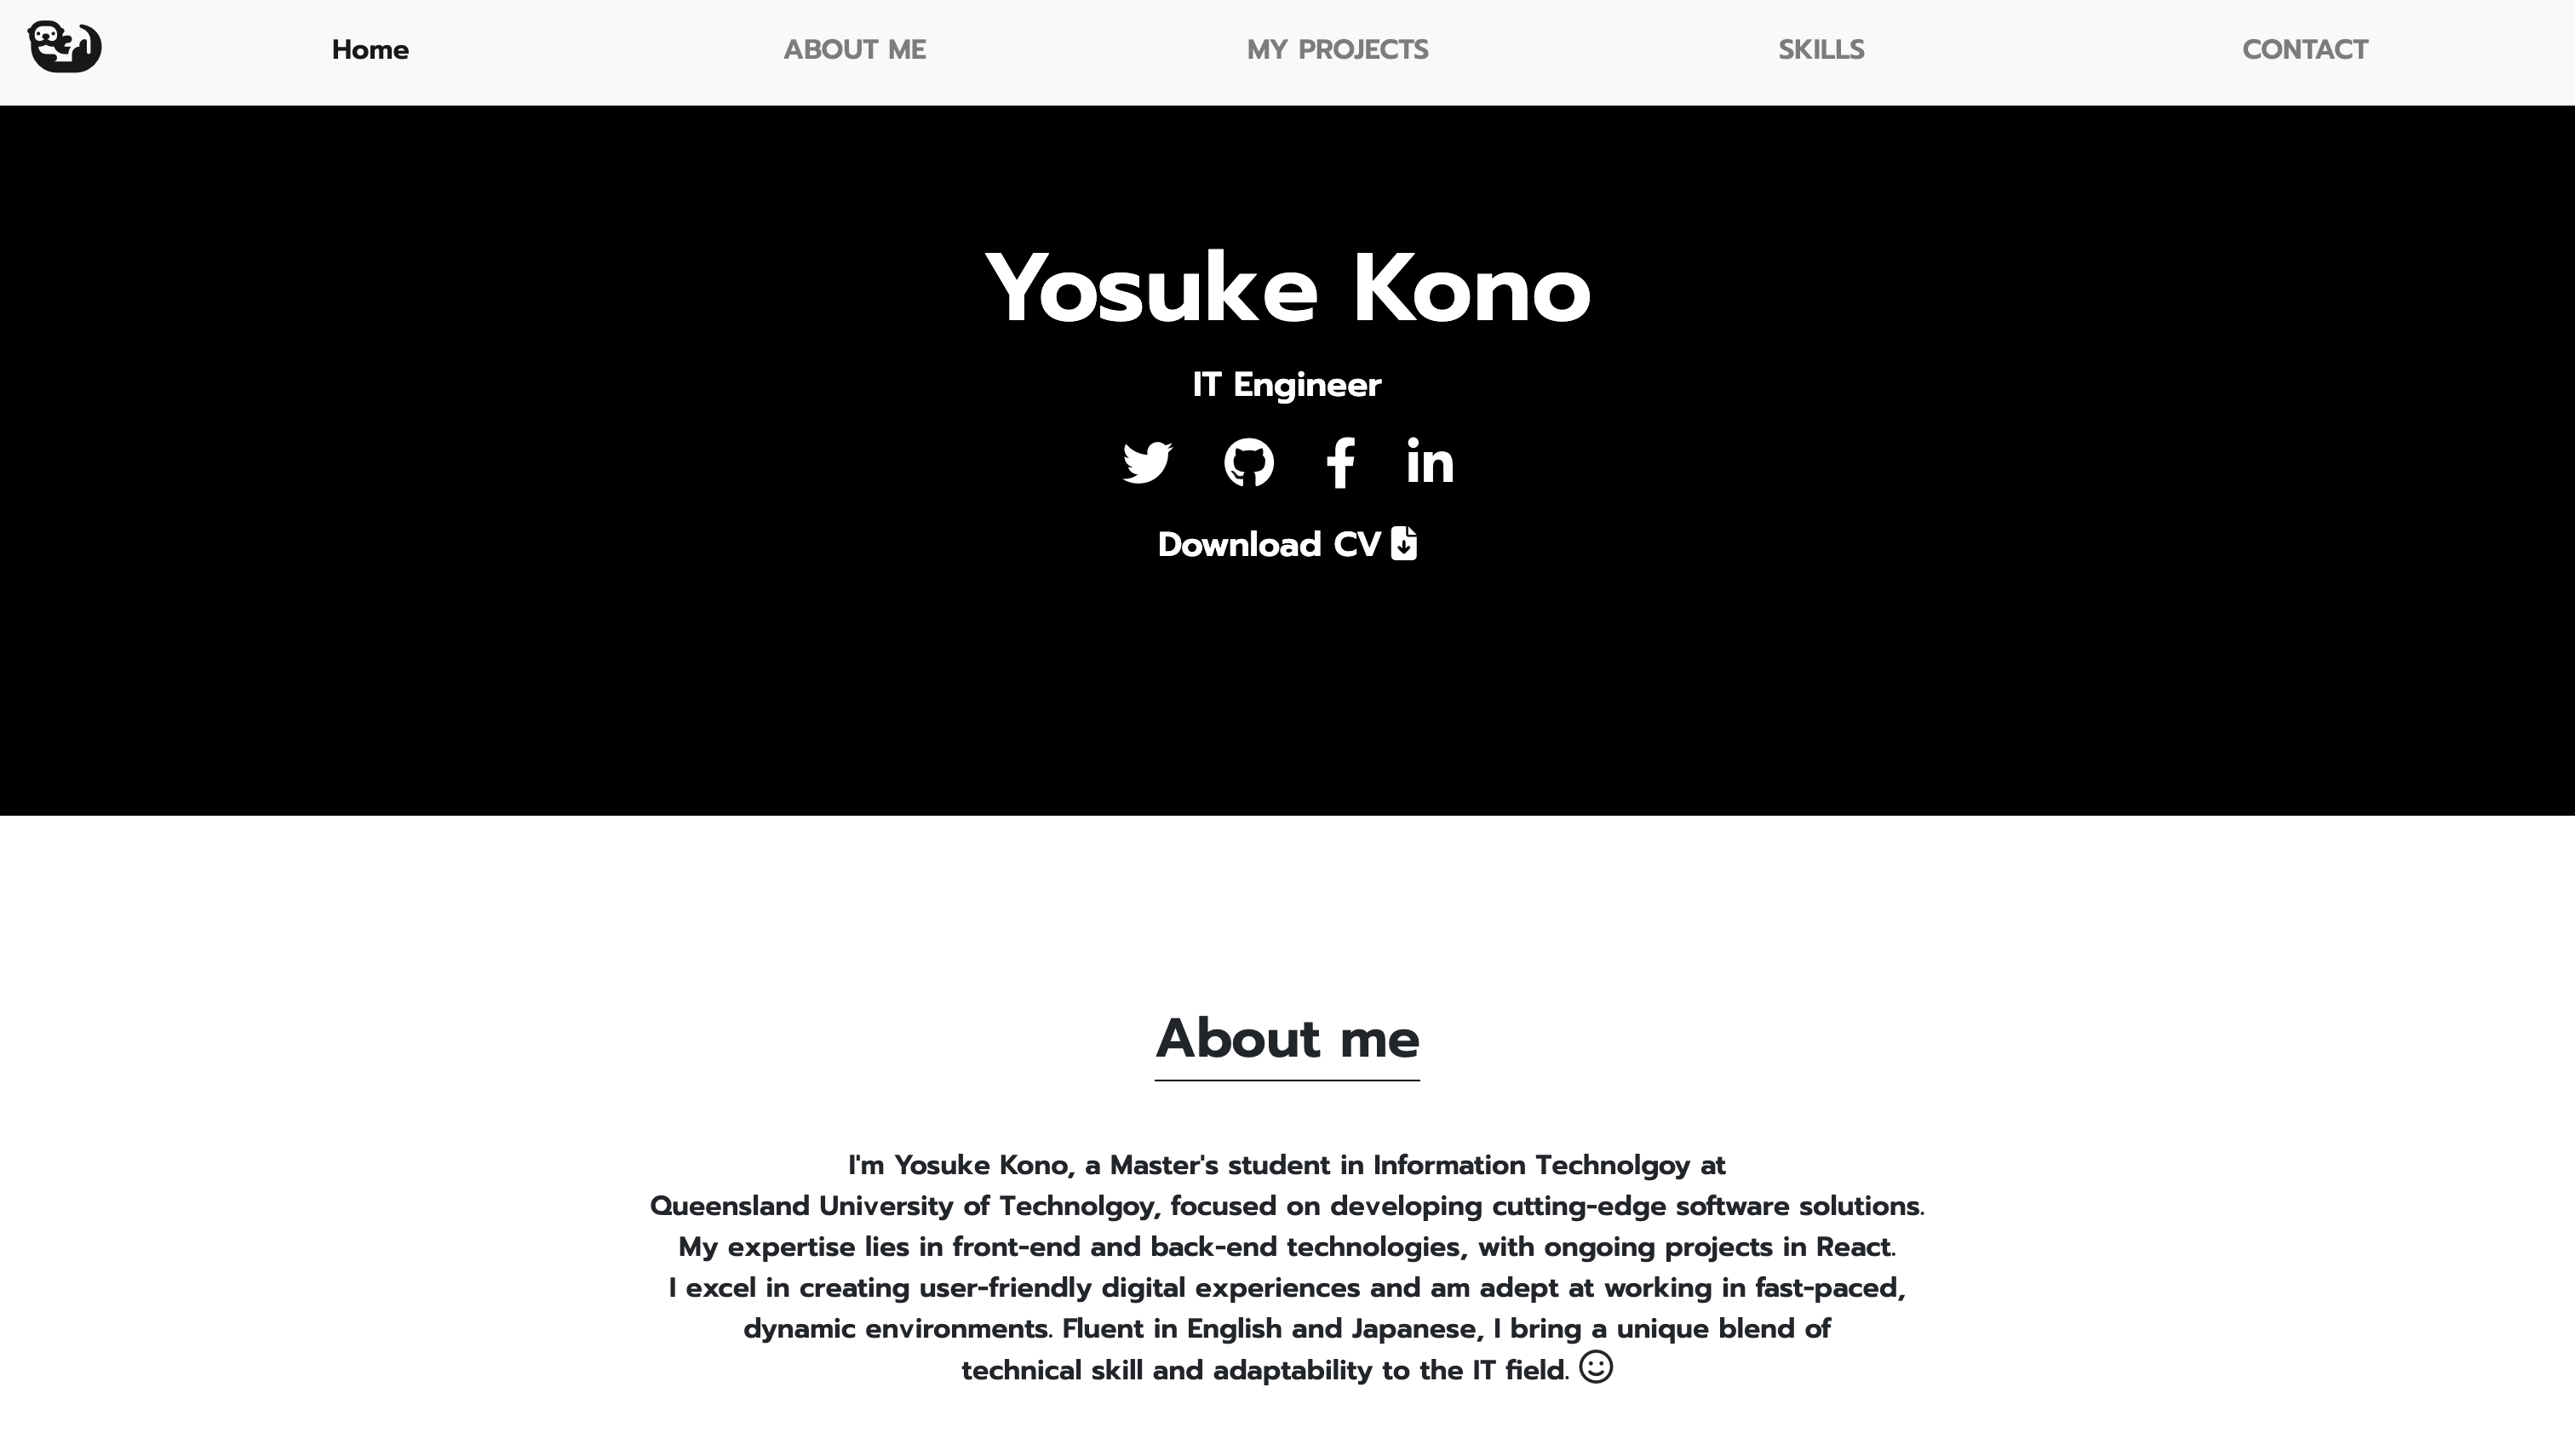 Home
ABOUT ME
MY PROJECTS
SKILLS
CONTACT
Yosuke Kono
IT Engineer
Download CV
About me
I'm Yosuke Kono, a Master's student in Information Technolgoy at
Queensland University of Technolgoy, focused on developing cutting-edge software solutions.
My expertise lies in front-end and back-end technologies, with ongoing projects in React.
I excel in creating user-friendly digital experiences and am adept at working in fast-paced,
dynamic environments. Fluent in English and Japanese, I bring a unique blend of
technical skill and adaptability to the IT field.